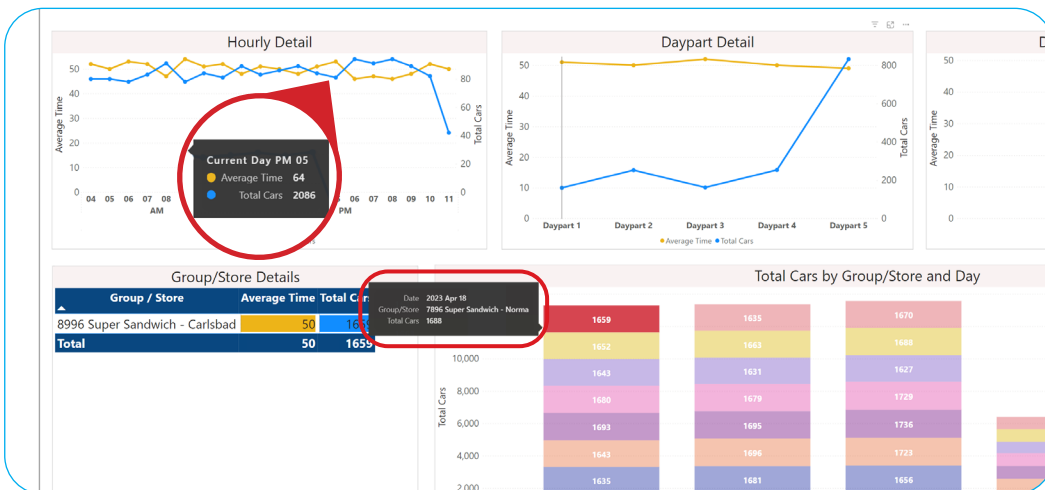 Hourly Detail
50
40
30
20
10
0
Average Time
80
60
40
20
0
Total Cars
04 05 06 07 08
06 07 08 09 10 11
AM
PM
Current Day PM 05
Average Time 64
Total Cars 2086
Daypart Detail
50
40
30
20
10
0
Average Time
800
600
400
200
0
Total Cars
Daypart 1 Daypart 2 Daypart 3 Daypart 4 Daypart 5
Average Time Total Cars
50
40
30
20
10
0
Average Time
Group/Store Details
Group / Store Average Time Total Cars
8996 Super Sandwich - Carlsbad 50 1659
Total 50 1659
Date 2023 Apr 18
Group/Store 7896 Super Sandwich - Norma
Total Cars 1688
Total Cars by Group/Store and Day
10,000
8,000
6,000
4,000
2,000
Total Cars
1659 1635 1670
1652 1663 1688
1643 1631 1627
1680 1679 1729
1693 1695 1736
1643 1696 1723
1635 1681 1656